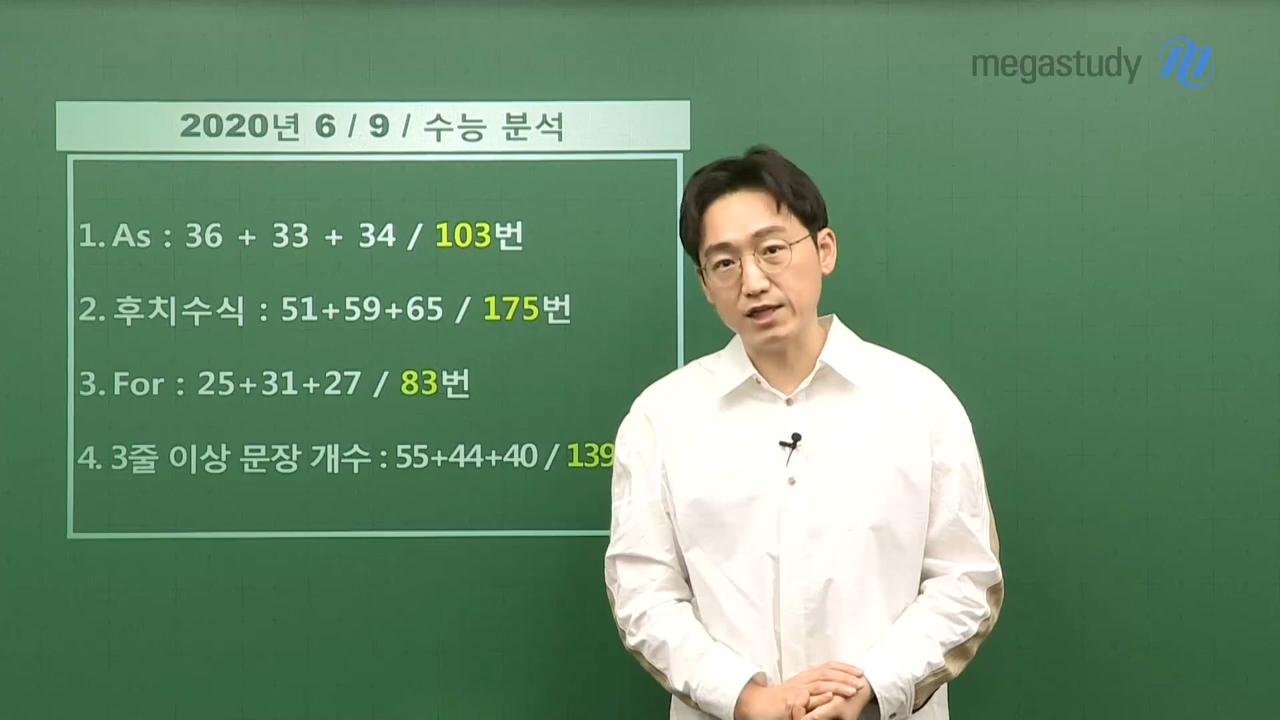 megastudy
2020년 6 / 9 / 수능 분석
1. As : 36 + 33 + 34 / 103번
2. 후치수식 : 51+59+65 / 175번
3. For : 25+31+27 / 83번
4. 3줄 이상 문장 개수 : 55+44+40 / 139